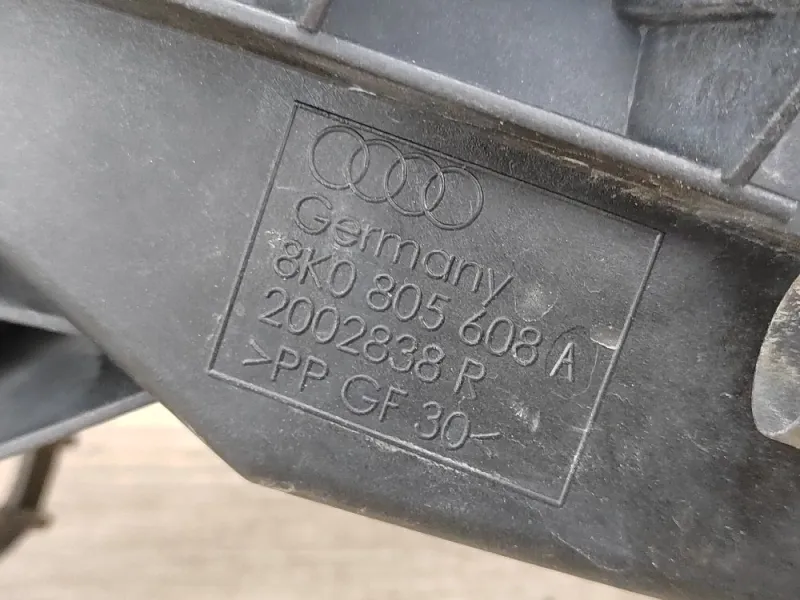 Germany
8K0 805 608 A
2002838 R
>PP GF 30<